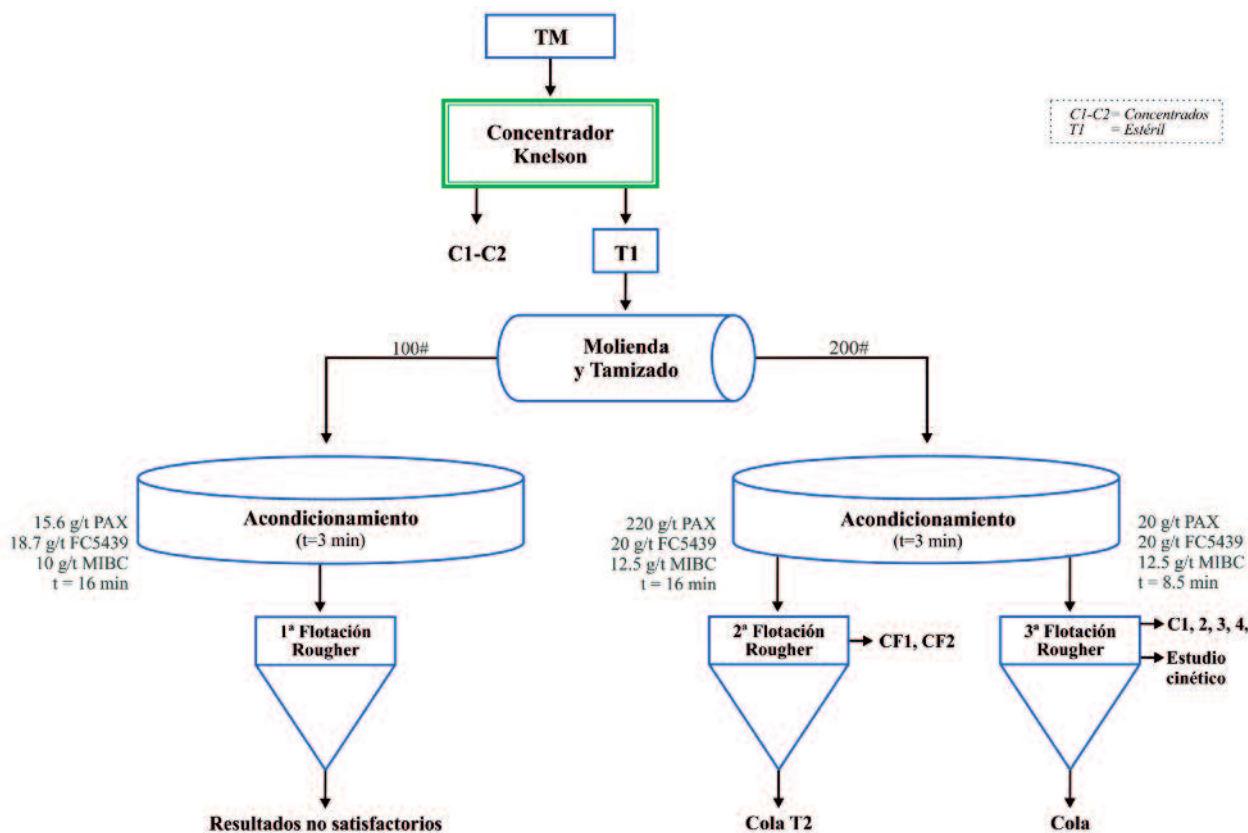 TM
Concentrador
Knelson
C1-C2= Concentrados
T1 = Estéril
C1-C2
T1
Molienda
y Tamizado
100#
200#
Acondicionamiento
(t=3 min)
15.6 g/t PAX
18.7 g/t FC5439
10 g/t MIBC
t = 16 min
1ª Flotación
Rougher
Resultados no satisfactorios
Acondicionamiento
(t=3 min)
220 g/t PAX
20 g/t FC5439
12.5 g/t MIBC
t = 16 min
20 g/t PAX
20 g/t FC5439
12.5 g/t MIBC
t = 8.5 min
2ª Flotación
Rougher
CF1, CF2
Cola T2
3ª Flotación
Rougher
C1, 2, 3, 4,
Estudio
cinético
Cola